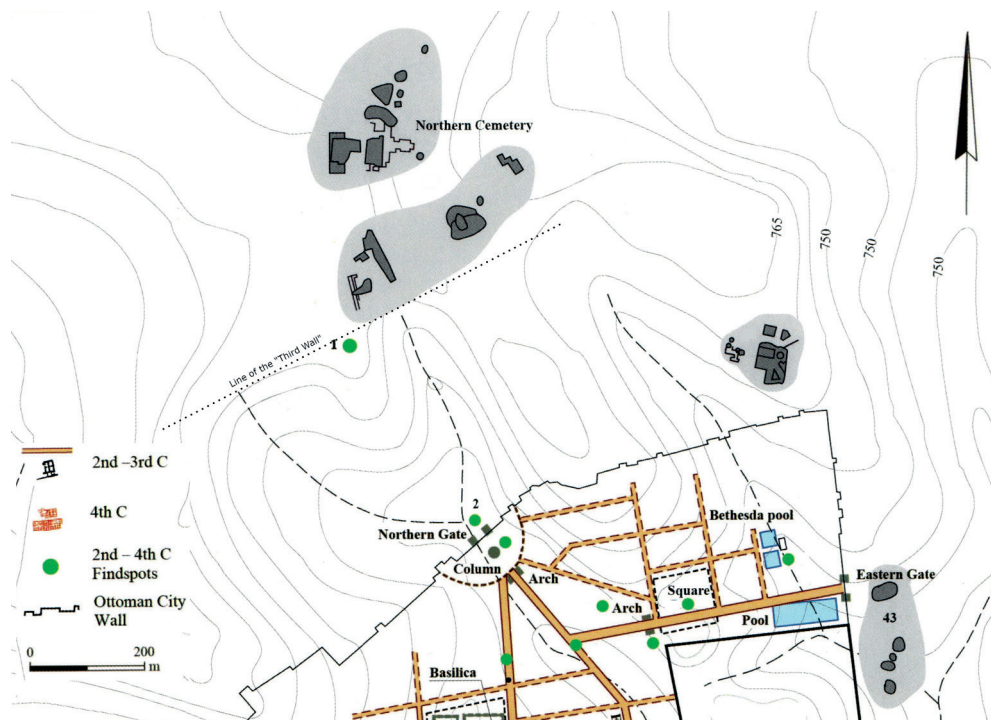 Northern Cemetery
765
750
750
750
Line of the "Third Wall"
1
2nd –3rd C
4th C
2nd – 4th C
Findspots
Ottoman City
Wall
0
200
m
2
Northern Gate
Column
Arch
Arch
Square
Bethesda pool
Eastern Gate
Pool
43
Basilica